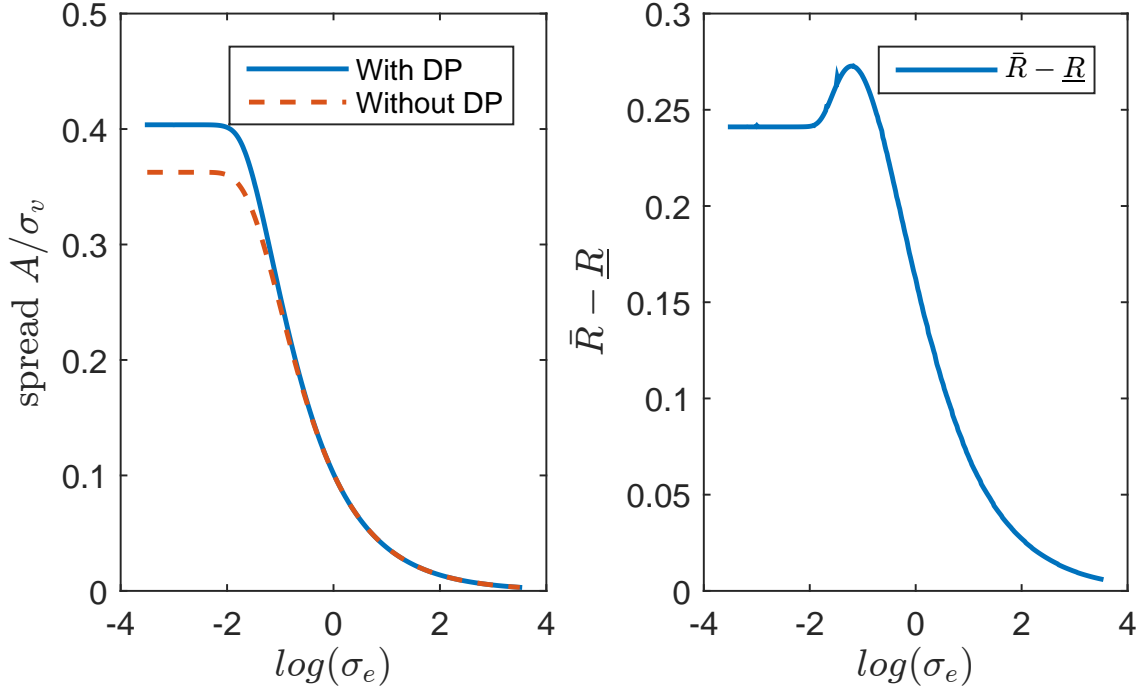 0.5
0.4
0.3
0.2
0.1
0
spread A/σ_v
With DP
Without DP
-4 -2 0 2 4
log(σ_e)
0.3
0.25
0.2
0.15
0.1
0.05
0
R̄ − R̲
R̄ − R̲
-4 -2 0 2 4
log(σ_e)